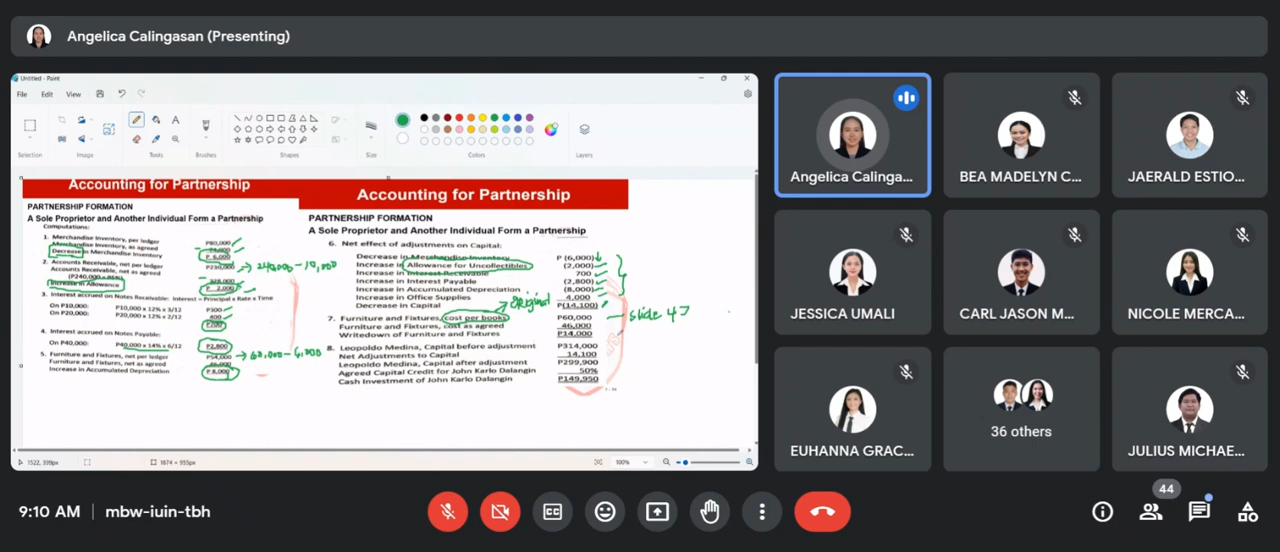 Angelica Calingasan (Presenting)
Untitled - Paint
File Edit View
Selection Image Tools Brushes Shapes Size Colors Layers
Accounting for Partnership
PARTNERSHIP FORMATION
A Sole Proprietor and Another Individual Form a Partnership
Computations:
1. Merchandise Inventory, per ledger P80,000
Merchandise Inventory, as agreed 74,000
Decrease in Merchandise Inventory P 6,000
2. Accounts Receivable, net per ledger P230,000 → 240,000 - 10,000
Accounts Receivable, net as agreed
(P240,000 x 95%) 228,000
Increase in Allowance P 2,000
3. Interest accrued on Notes Receivable: Interest = Principal x Rate x Time
On P10,000: P10,000 x 12% x 3/12 P300
On P20,000: P20,000 x 12% x 2/12 400
4. Interest accrued on Notes Payable:
On P40,000: P40,000 x 14% x 6/12 P2,800
5. Furniture and Fixtures, net per ledger P54,000 → 60,000 - 6,000
Furniture and Fixtures, net as agreed
Increase in Accumulated Depreciation P 8,000
Accounting for Partnership
PARTNERSHIP FORMATION
A Sole Proprietor and Another Individual Form a Partnership
6. Net effect of adjustments on Capital:
Decrease in Merchandise Inventory P (6,000)
Increase in Allowance for Uncollectibles (2,000)
Increase in Interest Receivable 700
Increase in Interest Payable (2,800)
Increase in Accumulated Depreciation (8,000)
Increase in Office Supplies 4,000
Decrease in Capital P(14,100)
original
7. Furniture and Fixtures, cost per books P60,000 slide 47
Furniture and Fixtures, cost as agreed 46,000
Writedown of Furniture and Fixtures P14,000
8. Leopoldo Medina, Capital before adjustment P314,000
Net Adjustments to Capital 14,100
Leopoldo Medina, Capital after adjustment P299,900
Agreed Capital Credit for John Karlo Dalangin 50%
Cash Investment of John Karlo Dalangin P149,950
1522, 339px
1674 × 955px
100%
Angelica Calinga...
BEA MADELYN C...
JAERALD ESTIO...
JESSICA UMALI
CARL JASON M...
NICOLE MERCA...
EUHANNA GRAC...
36 others
JULIUS MICHAE...
9:10 AM | mbw-iuin-tbh
CC
44